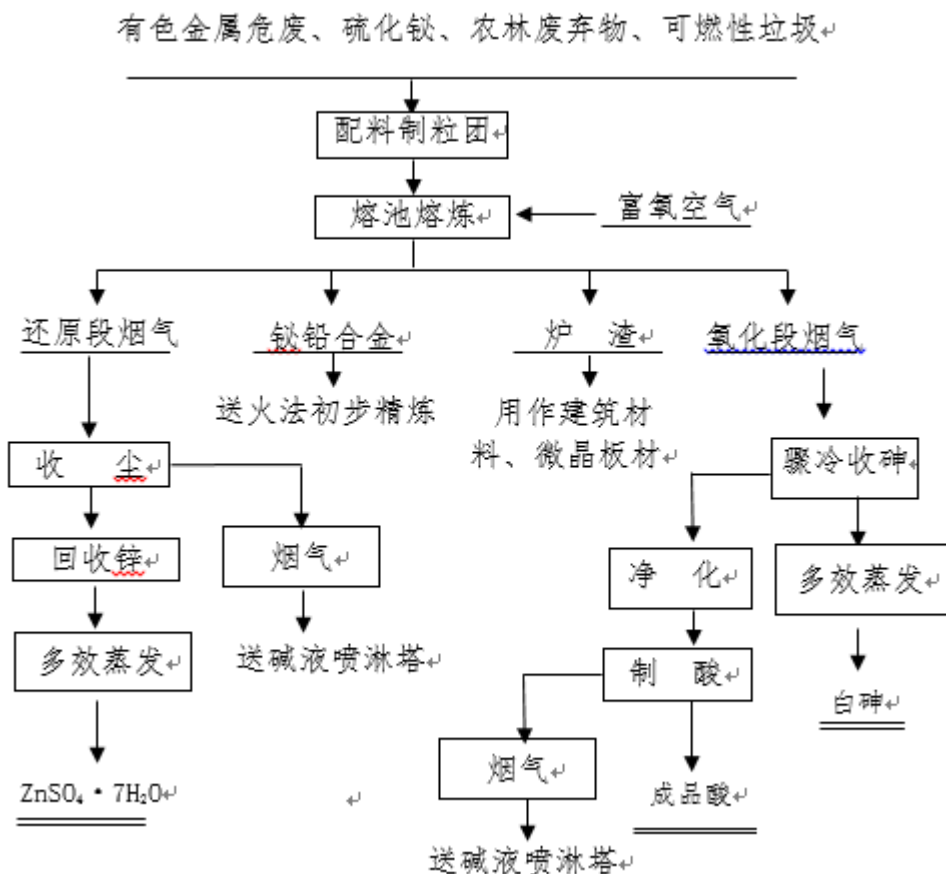 有色金属危废、硫化铋、农林废弃物、可燃性垃圾↵
配料制粒团↵
熔池熔炼↵
富氧空气↵
还原段烟气↵
铋铅合金↵
炉 渣↵
氧化段烟气↵
送火法初步精炼↵
用作建筑材
料、微晶板材↵
收 尘↵
骤冷收砷↵
回收锌↵
烟气↵
净 化↵
多效蒸发↵
多效蒸发↵
送碱液喷淋塔↵
制 酸↵
白砷↵
烟气↵
ZnSO₄·7H₂O↵
↵
成品酸↵
送碱液喷淋塔↵